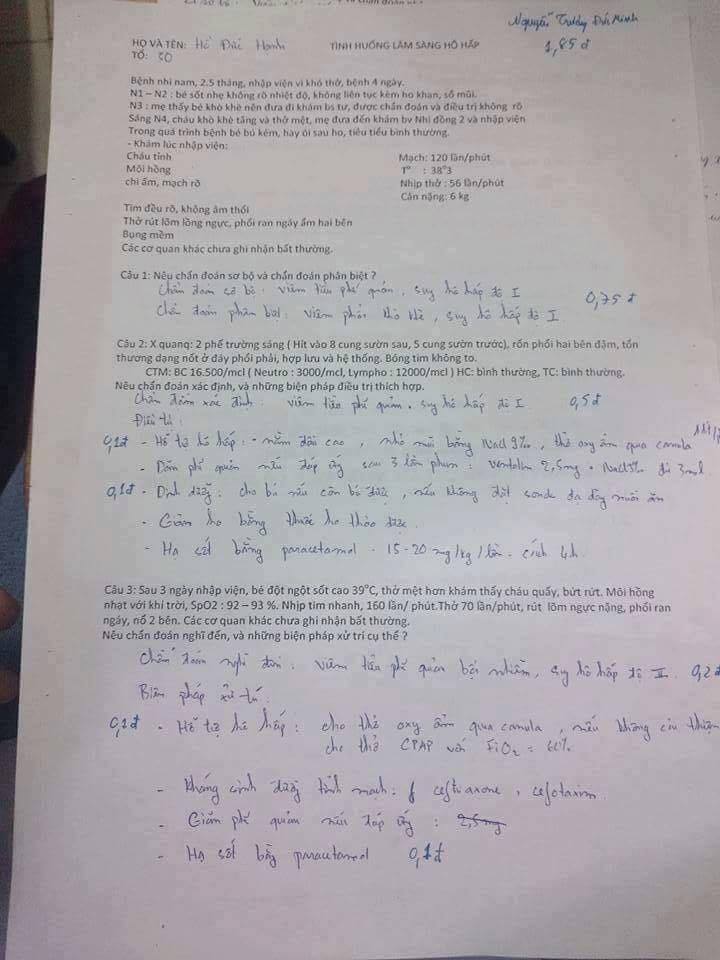 Nguyễn Trương Đức Minh
HỌ VÀ TÊN: Hồ Đức Hạnh TÌNH HUỐNG LÂM SÀNG HÔ HẤP 1,85 đ
TỔ: 50
Bệnh nhi nam, 2.5 tháng, nhập viện vì khó thở, bệnh 4 ngày.
N1 – N2 : bé sốt nhẹ không rõ nhiệt độ, không liên tục kèm ho khan, sổ mũi.
N3 : mẹ thấy bé khò khè nên đưa đi khám bs tư, được chẩn đoán và điều trị không rõ
Sáng N4, cháu khò khè tăng và thở mệt, mẹ đưa đến khám bv Nhi đồng 2 và nhập viện
Trong quá trình bệnh bé bú kém, hay ói sau ho, tiêu tiểu bình thường.
- Khám lúc nhập viện:
Cháu tỉnh Mạch: 120 lần/phút
Môi hồng T° : 38°3
chi ấm, mạch rõ Nhịp thở : 56 lần/phút
Cân nặng: 6 kg
Tim đều rõ, không âm thổi
Thở rút lõm lồng ngực, phổi ran ngáy ẩm hai bên
Bụng mềm
Các cơ quan khác chưa ghi nhận bất thường.
Câu 1: Nêu chẩn đoán sơ bộ và chẩn đoán phân biệt ?
Chẩn đoán sơ bộ: viêm tiểu phế quản, suy hô hấp độ I 0,75 đ
Chẩn đoán phân biệt: viêm phổi khò khè, suy hô hấp độ I
Câu 2: X quang: 2 phế trường sáng ( Hít vào 8 cung sườn sau, 5 cung sườn trước), rốn phổi hai bên đậm, tổn
thương dạng nốt ở đáy phổi phải, hợp lưu và hệ thống. Bóng tim không to.
CTM: BC 16.500/mcl ( Neutro : 3000/mcl, Lympho : 12000/mcl ) HC: bình thường, TC: bình thường.
Nêu chẩn đoán xác định, và những biện pháp điều trị thích hợp.
Chẩn đoán xác định: viêm tiểu phế quản. suy hô hấp độ I 0,5 đ
Điều trị:
0,1đ - Hỗ trợ hô hấp: - nằm đầu cao, nhỏ mũi bằng NaCl 9‰, thở oxy ẩm qua canula
- Dãn phế quản nếu đáp ứng sau 3 lần phun: Ventolin 2,5mg + NaCl 9‰ đủ 3ml
0,1đ - Dinh dưỡng: cho bú nếu còn bú được, nếu không đặt sonde dạ dày nuôi ăn
- Giảm ho bằng thuốc ho thảo dược.
- Hạ sốt bằng paracetamol - 15-20 mg/kg/lần - cách 4h
Câu 3: Sau 3 ngày nhập viện, bé đột ngột sốt cao 39°C, thở mệt hơn khám thấy cháu quấy, bứt rứt. Môi hồng
nhạt với khí trời, SpO2 : 92 – 93 %. Nhịp tim nhanh, 160 lần/ phút.Thở 70 lần/phút, rút lõm ngực nặng, phổi ran
ngáy, nổ 2 bên. Các cơ quan khác chưa ghi nhận bất thường.
Nêu chẩn đoán nghĩ đến, và những biện pháp xử trí cụ thể ?
Chẩn đoán nghĩ đến: viêm tiểu phế quản bội nhiễm, suy hô hấp độ II 0,2đ
Biện pháp xử trí:
0,1đ - Hỗ trợ hô hấp: cho thở oxy ẩm qua canula, nếu không cải thiện
cho thở CPAP với FiO2 = 60%
- Kháng sinh đường tĩnh mạch: ceftriaxone, cefotaxim
- Giãn phế quản nếu đáp ứng: 2,5mg
- Hạ sốt bằng paracetamol 0,1đ